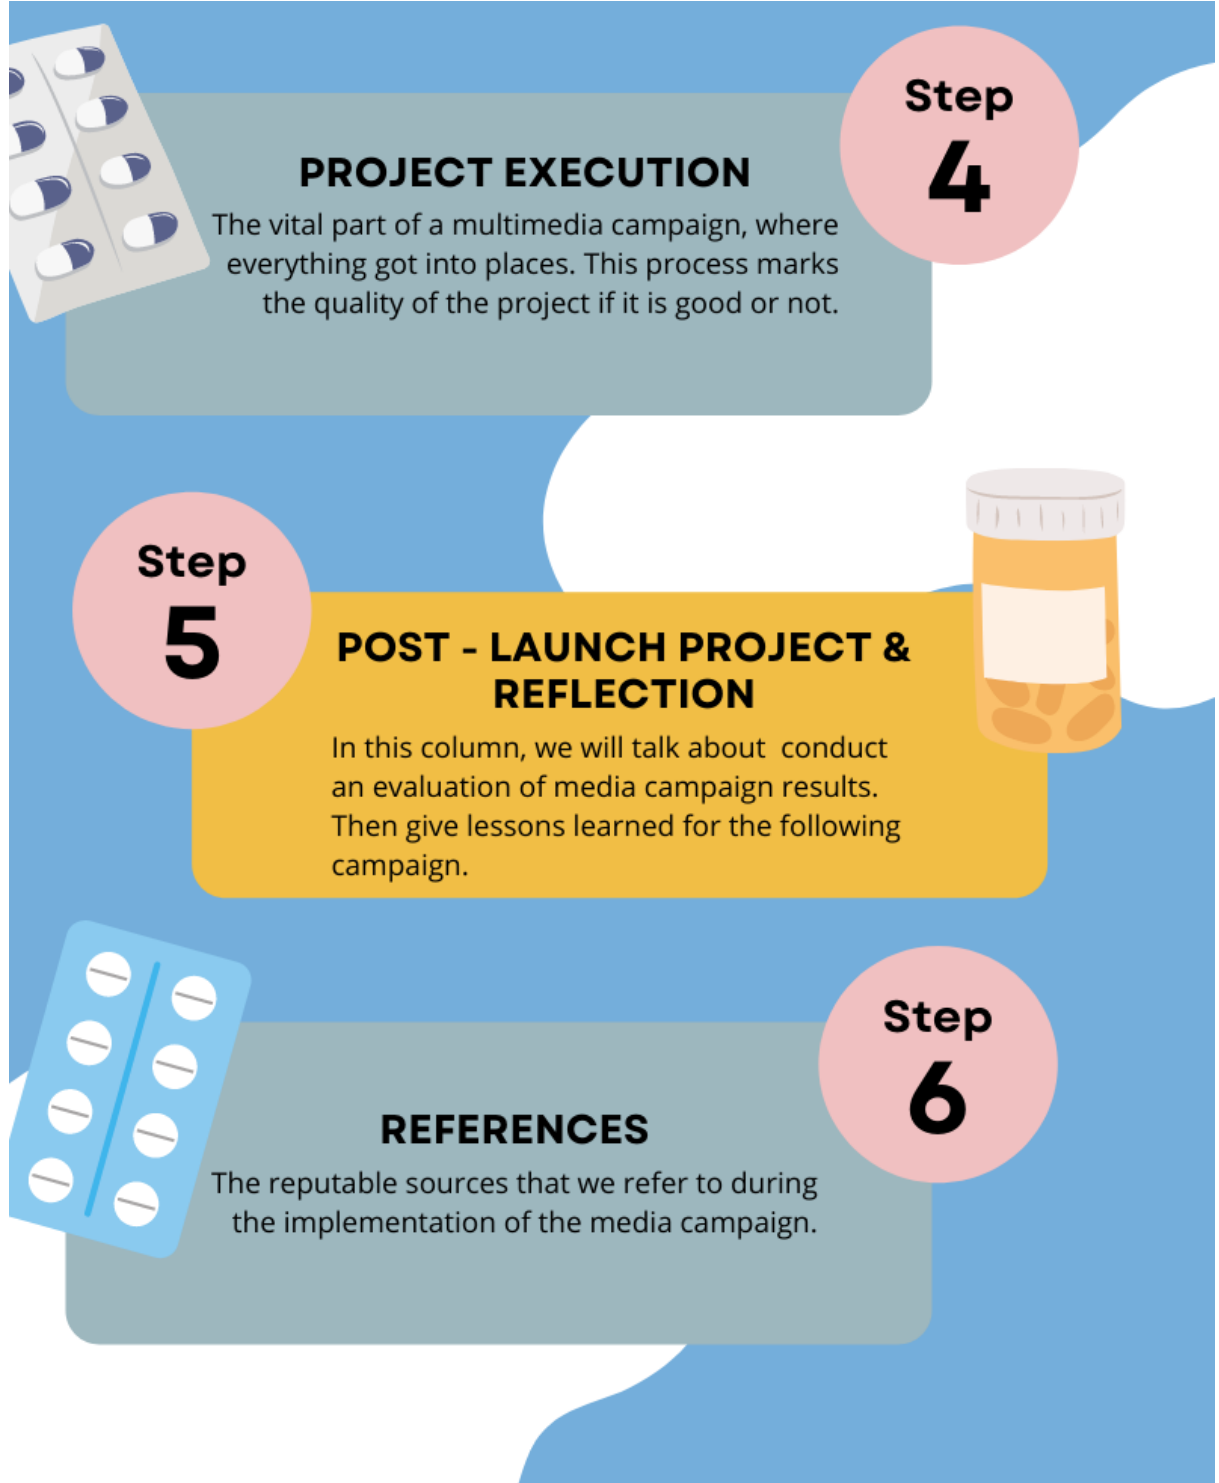 Step
4
PROJECT EXECUTION
The vital part of a multimedia campaign, where
everything got into places. This process marks
the quality of the project if it is good or not.
Step
5
POST - LAUNCH PROJECT &
REFLECTION
In this column, we will talk about  conduct
an evaluation of media campaign results.
Then give lessons learned for the following
campaign.
Step
6
REFERENCES
The reputable sources that we refer to during
the implementation of the media campaign.